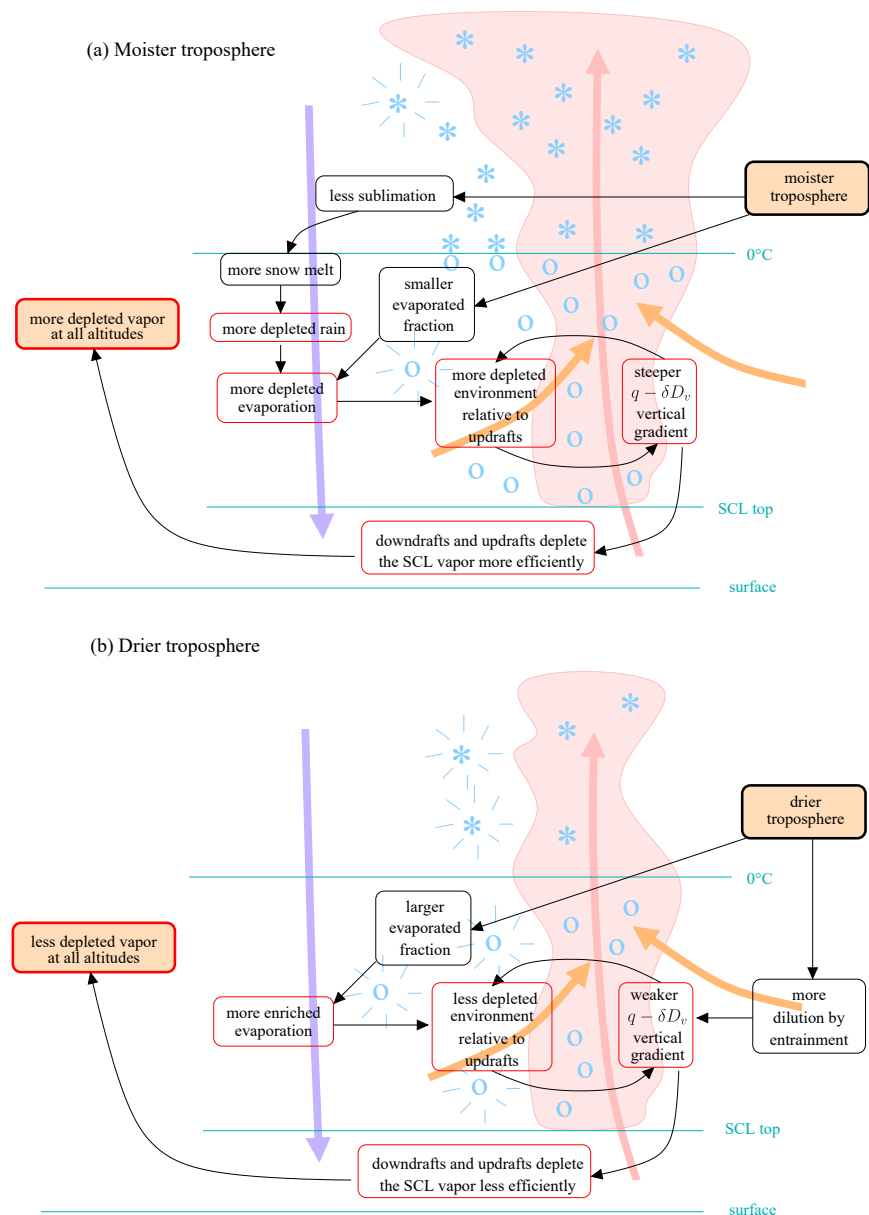 (a) Moister troposphere
less sublimation
moister
troposphere
0°C
more snow melt
smaller
evaporated
fraction
more depleted vapor
at all altitudes
more depleted rain
more depleted
evaporation
more depleted
environment
relative to
updrafts
steeper
q − δD_v
vertical
gradient
SCL top
downdrafts and updrafts deplete
the SCL vapor more efficiently
surface
(b) Drier troposphere
drier
troposphere
0°C
larger
evaporated
fraction
less depleted vapor
at all altitudes
more enriched
evaporation
less depleted
environment
relative to
updrafts
weaker
q − δD_v
vertical
gradient
more
dilution by
entrainment
SCL top
downdrafts and updrafts deplete
the SCL vapor less efficiently
surface